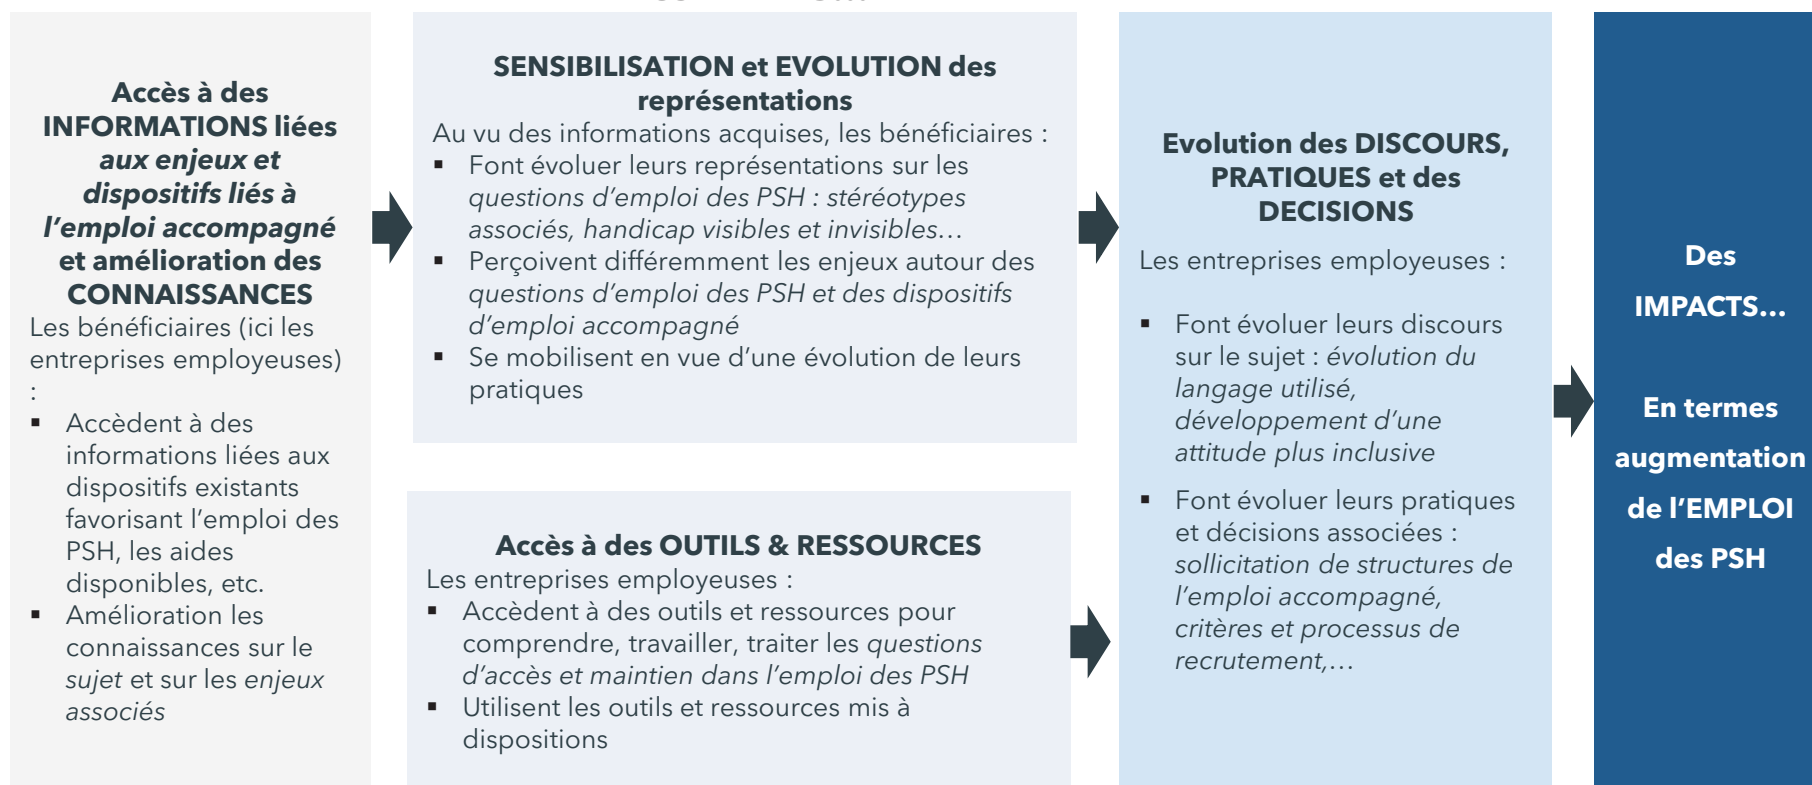 Accès à des
INFORMATIONS liées
aux enjeux et
dispositifs liés à
l’emploi accompagné
et amélioration des
CONNAISSANCES
Les bénéficiaires (ici les
entreprises employeuses)
:
▪ Accèdent à des
informations liées aux
dispositifs existants
favorisant l’emploi des
PSH, les aides
disponibles, etc.
▪ Amélioration les
connaissances sur le
sujet et sur les enjeux
associés
SENSIBILISATION et EVOLUTION des
représentations
Au vu des informations acquises, les bénéficiaires :
▪ Font évoluer leurs représentations sur les
questions d’emploi des PSH : stéréotypes
associés, handicap visibles et invisibles…
▪ Perçoivent différemment les enjeux autour des
questions d’emploi des PSH et des dispositifs
d’emploi accompagné
▪ Se mobilisent en vue d’une évolution de leurs
pratiques
Accès à des OUTILS & RESSOURCES
Les entreprises employeuses :
▪ Accèdent à des outils et ressources pour
comprendre, travailler, traiter les questions
d’accès et maintien dans l’emploi des PSH
▪ Utilisent les outils et ressources mis à
dispositions
Evolution des DISCOURS,
PRATIQUES et des
DECISIONS
Les entreprises employeuses :
▪ Font évoluer leurs discours
sur le sujet : évolution du
langage utilisé,
développement d’une
attitude plus inclusive
▪ Font évoluer leurs pratiques
et décisions associées :
sollicitation de structures de
l’emploi accompagné,
critères et processus de
recrutement,…
Des
IMPACTS…
En termes
augmentation
de l’EMPLOI
des PSH